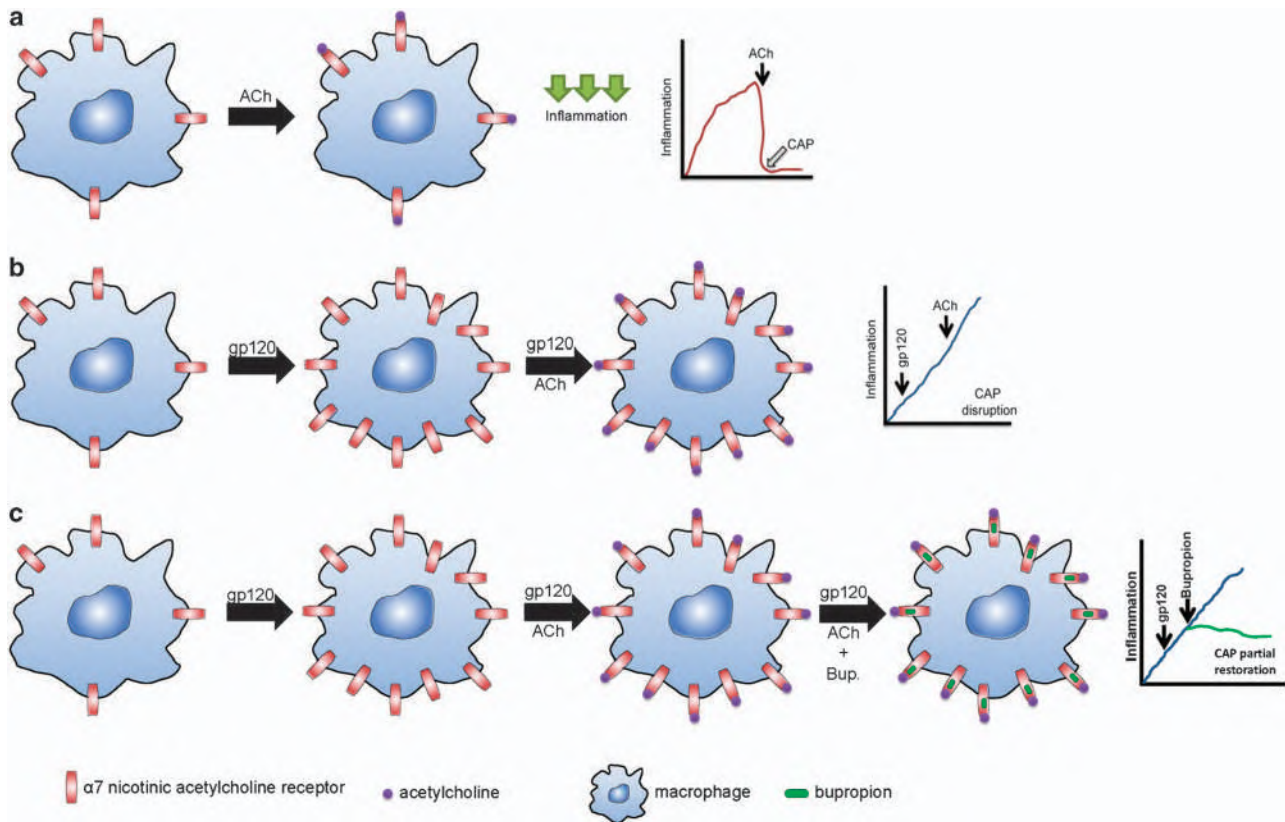 a
ACh
Inflammation
Inflammation
ACh
CAP
b
gp120
gp120
ACh
Inflammation
gp120
ACh
CAP
disruption
c
gp120
gp120
ACh
gp120
ACh
+
Bup.
Inflammation
gp120
Bupropion
CAP partial
restoration
α7 nicotinic acetylcholine receptor
acetylcholine
macrophage
bupropion